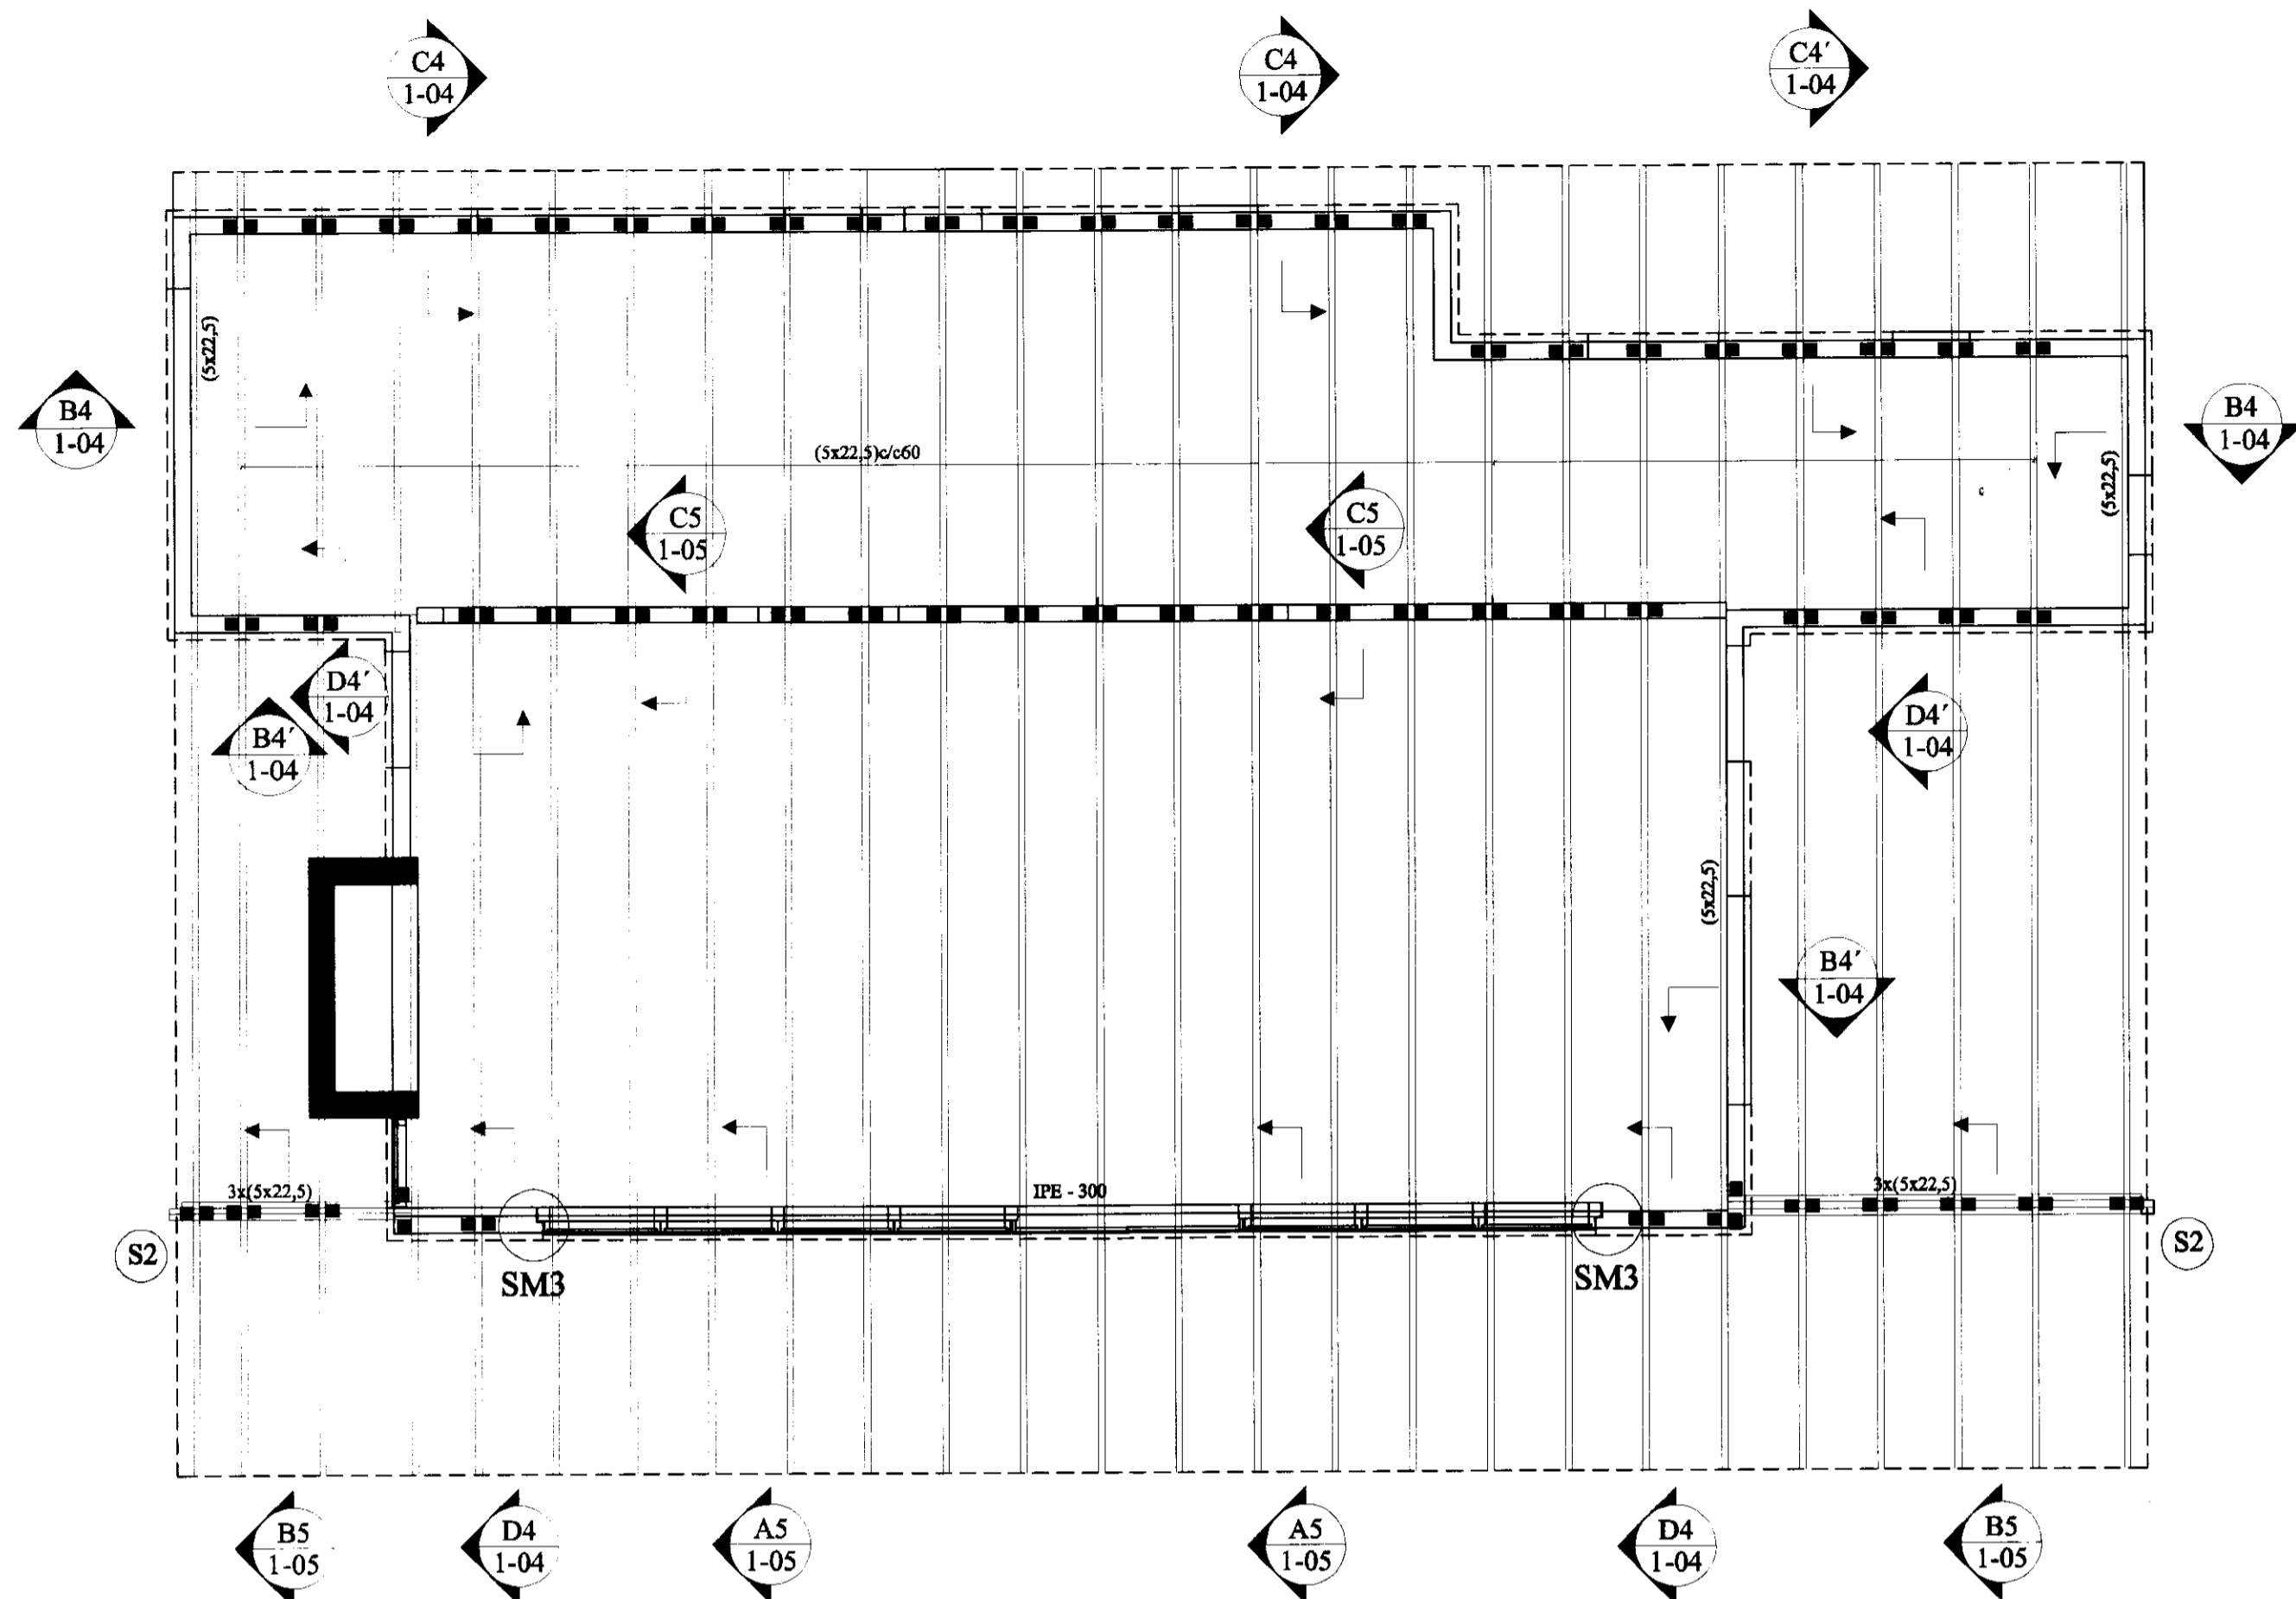 C4
1-04
C4
1-04
C4´
1-04
(5x22,5)
B4
1-04
B4
1-04
(5x22,5)c/c60
(5x22,5)
c
C5
1-05
C5
1-05
D4´
1-04
B4´
1-04
D4´
1-04
(5x22,5)
B4´
1-04
3x(5x22,5)
IPE - 300
3x(5x22,5)
S2
SM3
SM3
S2
B5
1-05
D4
1-04
A5
1-05
A5
1-05
D4
1-04
B5
1-05